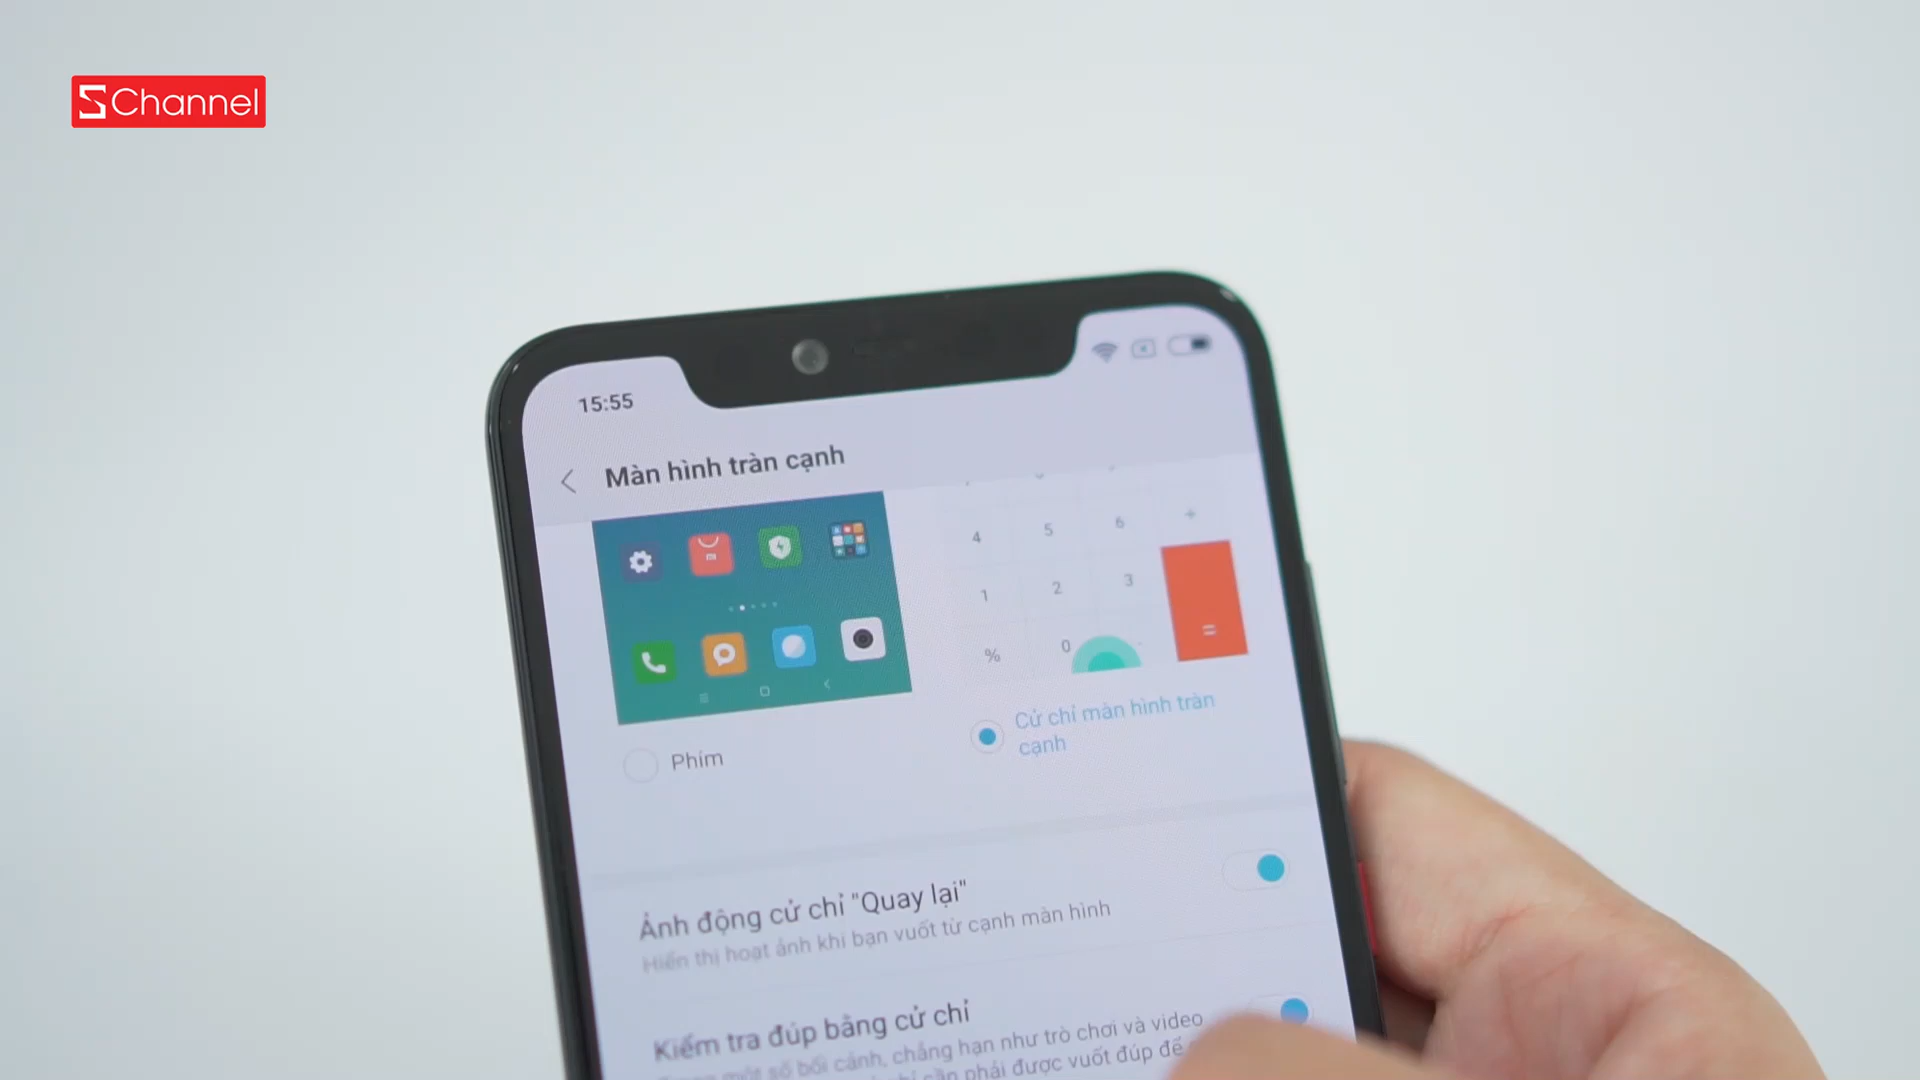 SChannel
15:55
Màn hình tràn cạnh
4 5 6 +
1 2 3
% 0 =
Phím
Cử chỉ màn hình tràn
cạnh
Ảnh động cử chỉ "Quay lại"
Hiển thị hoạt ảnh khi bạn vuốt từ cạnh màn hình
Kiểm tra đúp bằng cử chỉ
một số bối cảnh, chẳng hạn như trò chơi và video
cần phải được vuốt đúp để